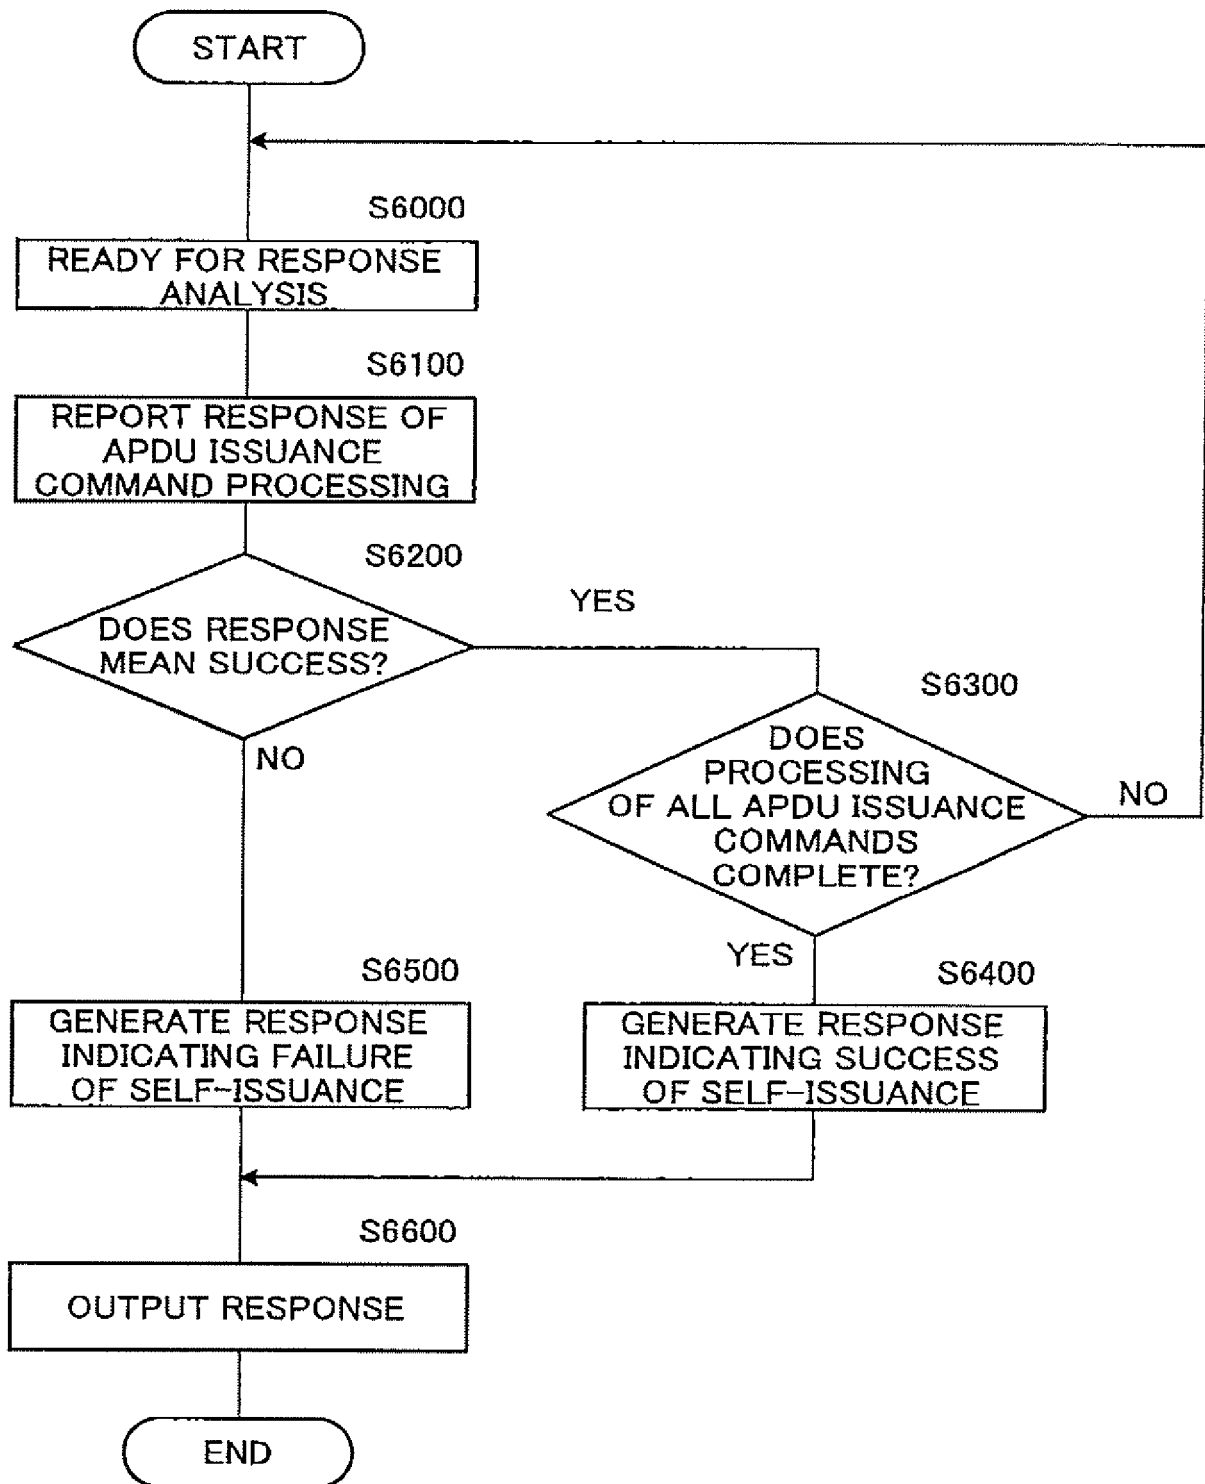 START
S6000
READY FOR RESPONSE
ANALYSIS
S6100
REPORT RESPONSE OF
APDU ISSUANCE
COMMAND PROCESSING
S6200
DOES RESPONSE
MEAN SUCCESS?
YES
NO
S6300
DOES
PROCESSING
OF ALL APDU ISSUANCE
COMMANDS
COMPLETE?
NO
YES
S6500
GENERATE RESPONSE
INDICATING FAILURE
OF SELF-ISSUANCE
S6400
GENERATE RESPONSE
INDICATING SUCCESS
OF SELF-ISSUANCE
S6600
OUTPUT RESPONSE
END